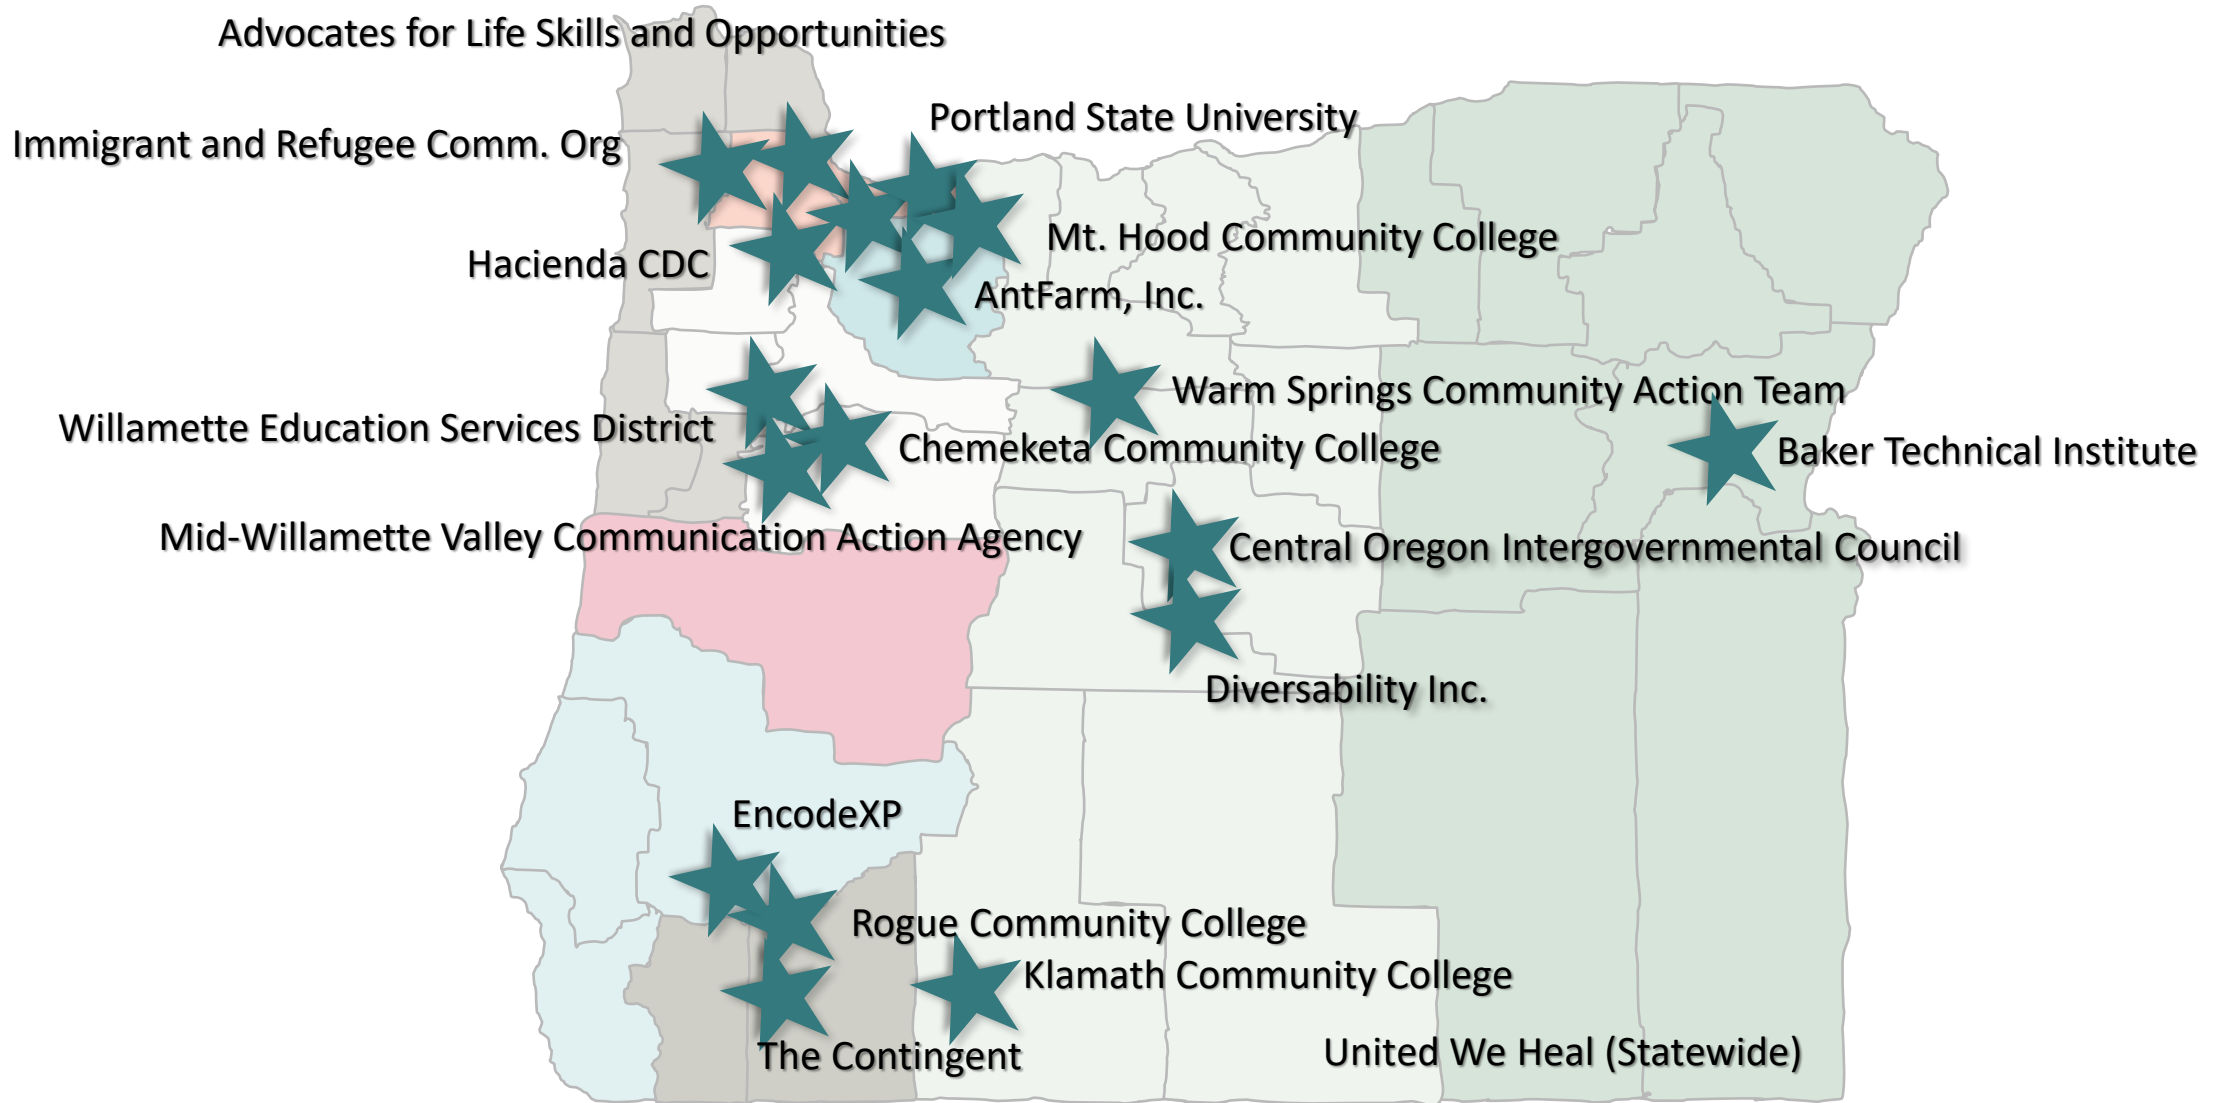 Advocates for Life Skills and Opportunities
Portland State University
Immigrant and Refugee Comm. Org
Mt. Hood Community College
Hacienda CDC
AntFarm, Inc.
Warm Springs Community Action Team
Willamette Education Services District
Chemeketa Community College
Baker Technical Institute
Mid-Willamette Valley Communication Action Agency
Central Oregon Intergovernmental Council
Diversability Inc.
EncodeXP
Rogue Community College
Klamath Community College
The Contingent
United We Heal (Statewide)